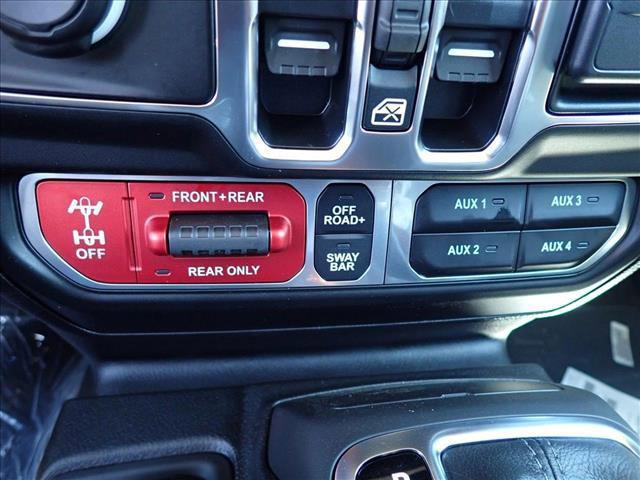 FRONT+REAR
OFF
REAR ONLY
OFF
ROAD+
SWAY
BAR
AUX 1
AUX 3
AUX 2
AUX 4
P